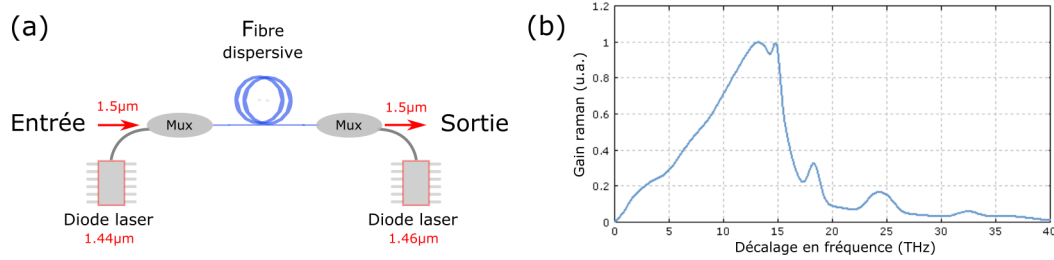 (a)
Fibre
dispersive
1.5µm
1.5µm
Entrée
Mux
Mux
Sortie
Diode laser
1.44µm
Diode laser
1.46µm
(b)
Gain raman (u.a.)
1.2
1
0.8
0.6
0.4
0.2
0
0
5
10
15
20
25
30
35
40
Décalage en fréquence (THz)